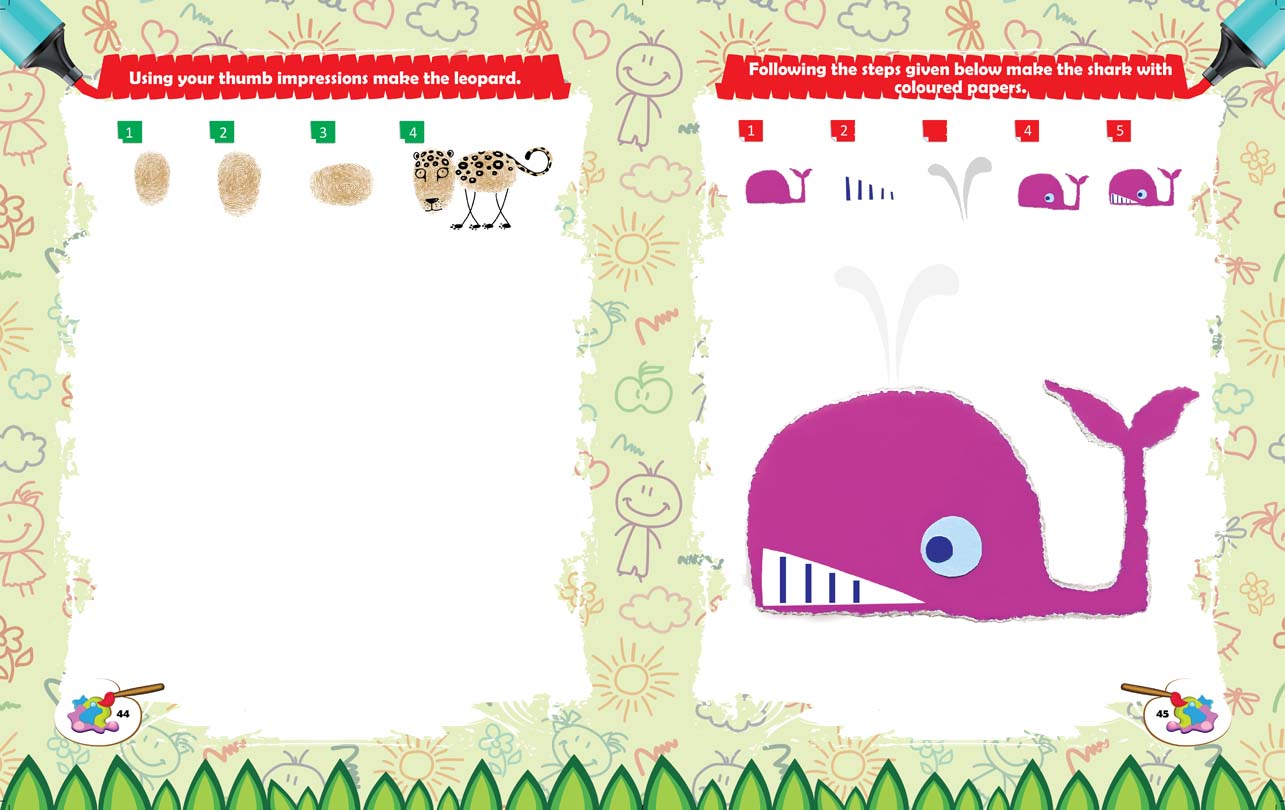 Using your thumb impressions make the leopard.
1 2 3 4
44
Following the steps given below make the shark with
coloured papers.
1 2 4 5
45